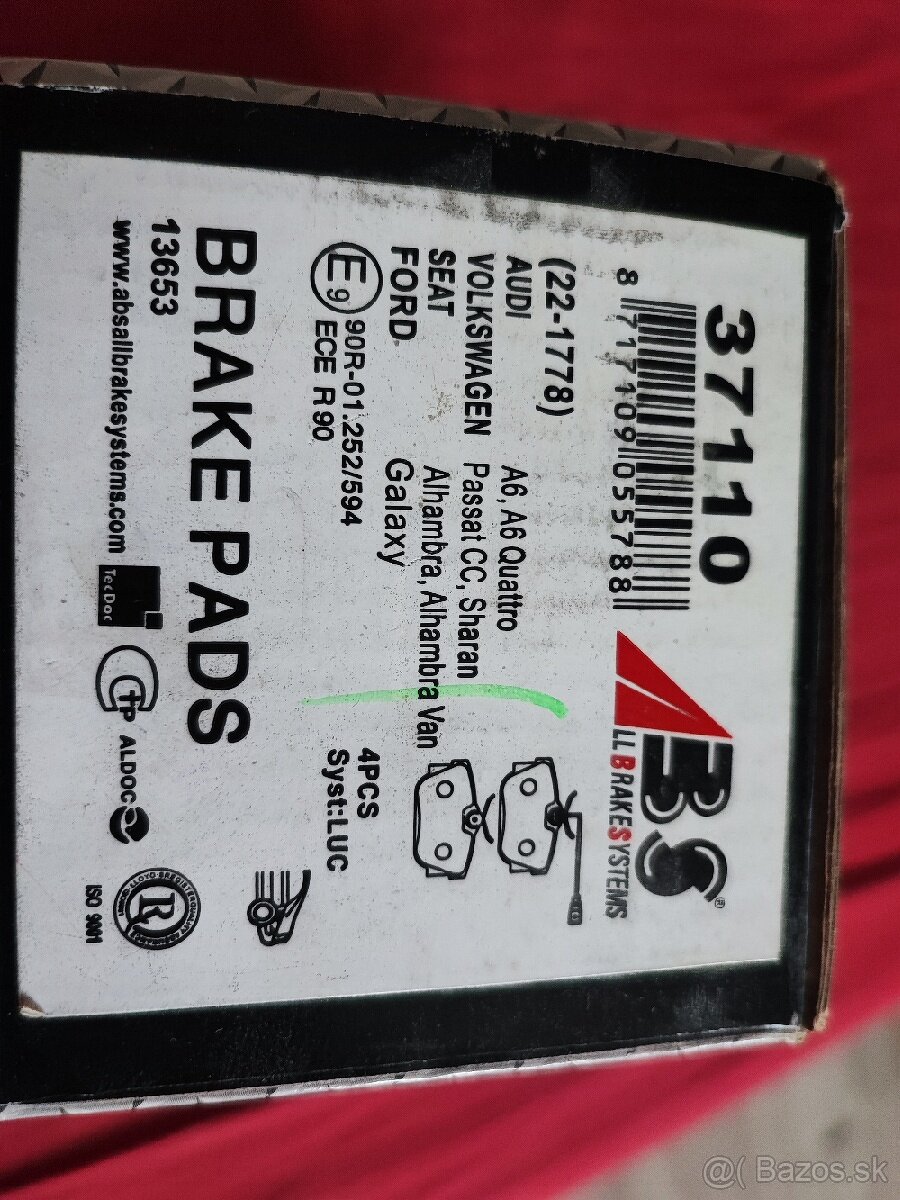 37110
8 717109 055788
ABS®
ALL BRAKE SYSTEMS
(22-1778)
AUDI A6, A6 Quattro
VOLKSWAGEN Passat CC, Sharan
SEAT Alhambra, Alhambra Van
FORD Galaxy
E9 90R-01.252/594
ECE R90
4PCS
Syst:LUC
BRAKE PADS
13653
www.absallbrakesystems.com
TecDoc
ALDOC
R
ISO 9001
@( Bazos.sk